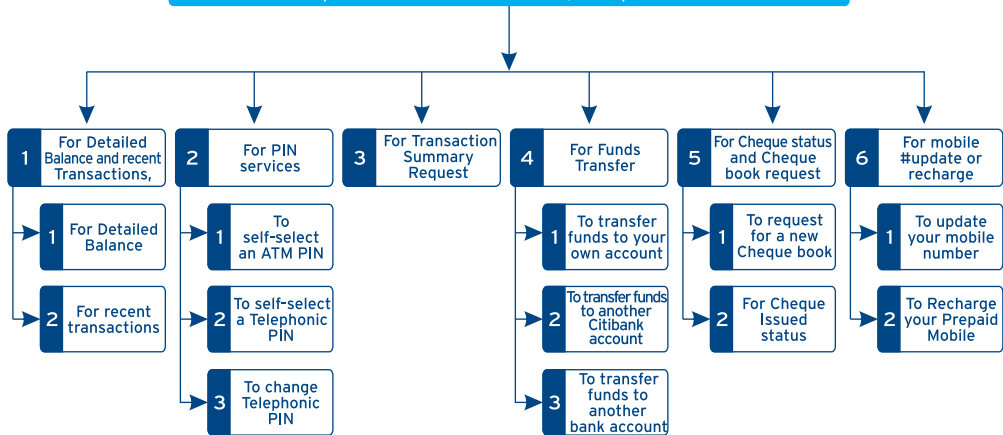 1
For Detailed
Balance and recent
Transactions,
1
For Detailed
Balance
2
For recent
transactions
2
For PIN
services
1
To
self-select
an ATM PIN
2
To self-select
a Telephonic
PIN
3
To change
Telephonic
PIN
3
For Transaction
Summary
Request
4
For Funds
Transfer
1
To transfer
funds to your
own account
2
To transfer funds
to another
Citibank
account
3
To transfer
funds to
another
bank account
5
For Cheque status
and Cheque
book request
1
To request
for a new
Cheque book
2
For Cheque
Issued
status
6
For mobile
#update or
recharge
1
To update
your mobile
number
2
To Recharge
your Prepaid
Mobile